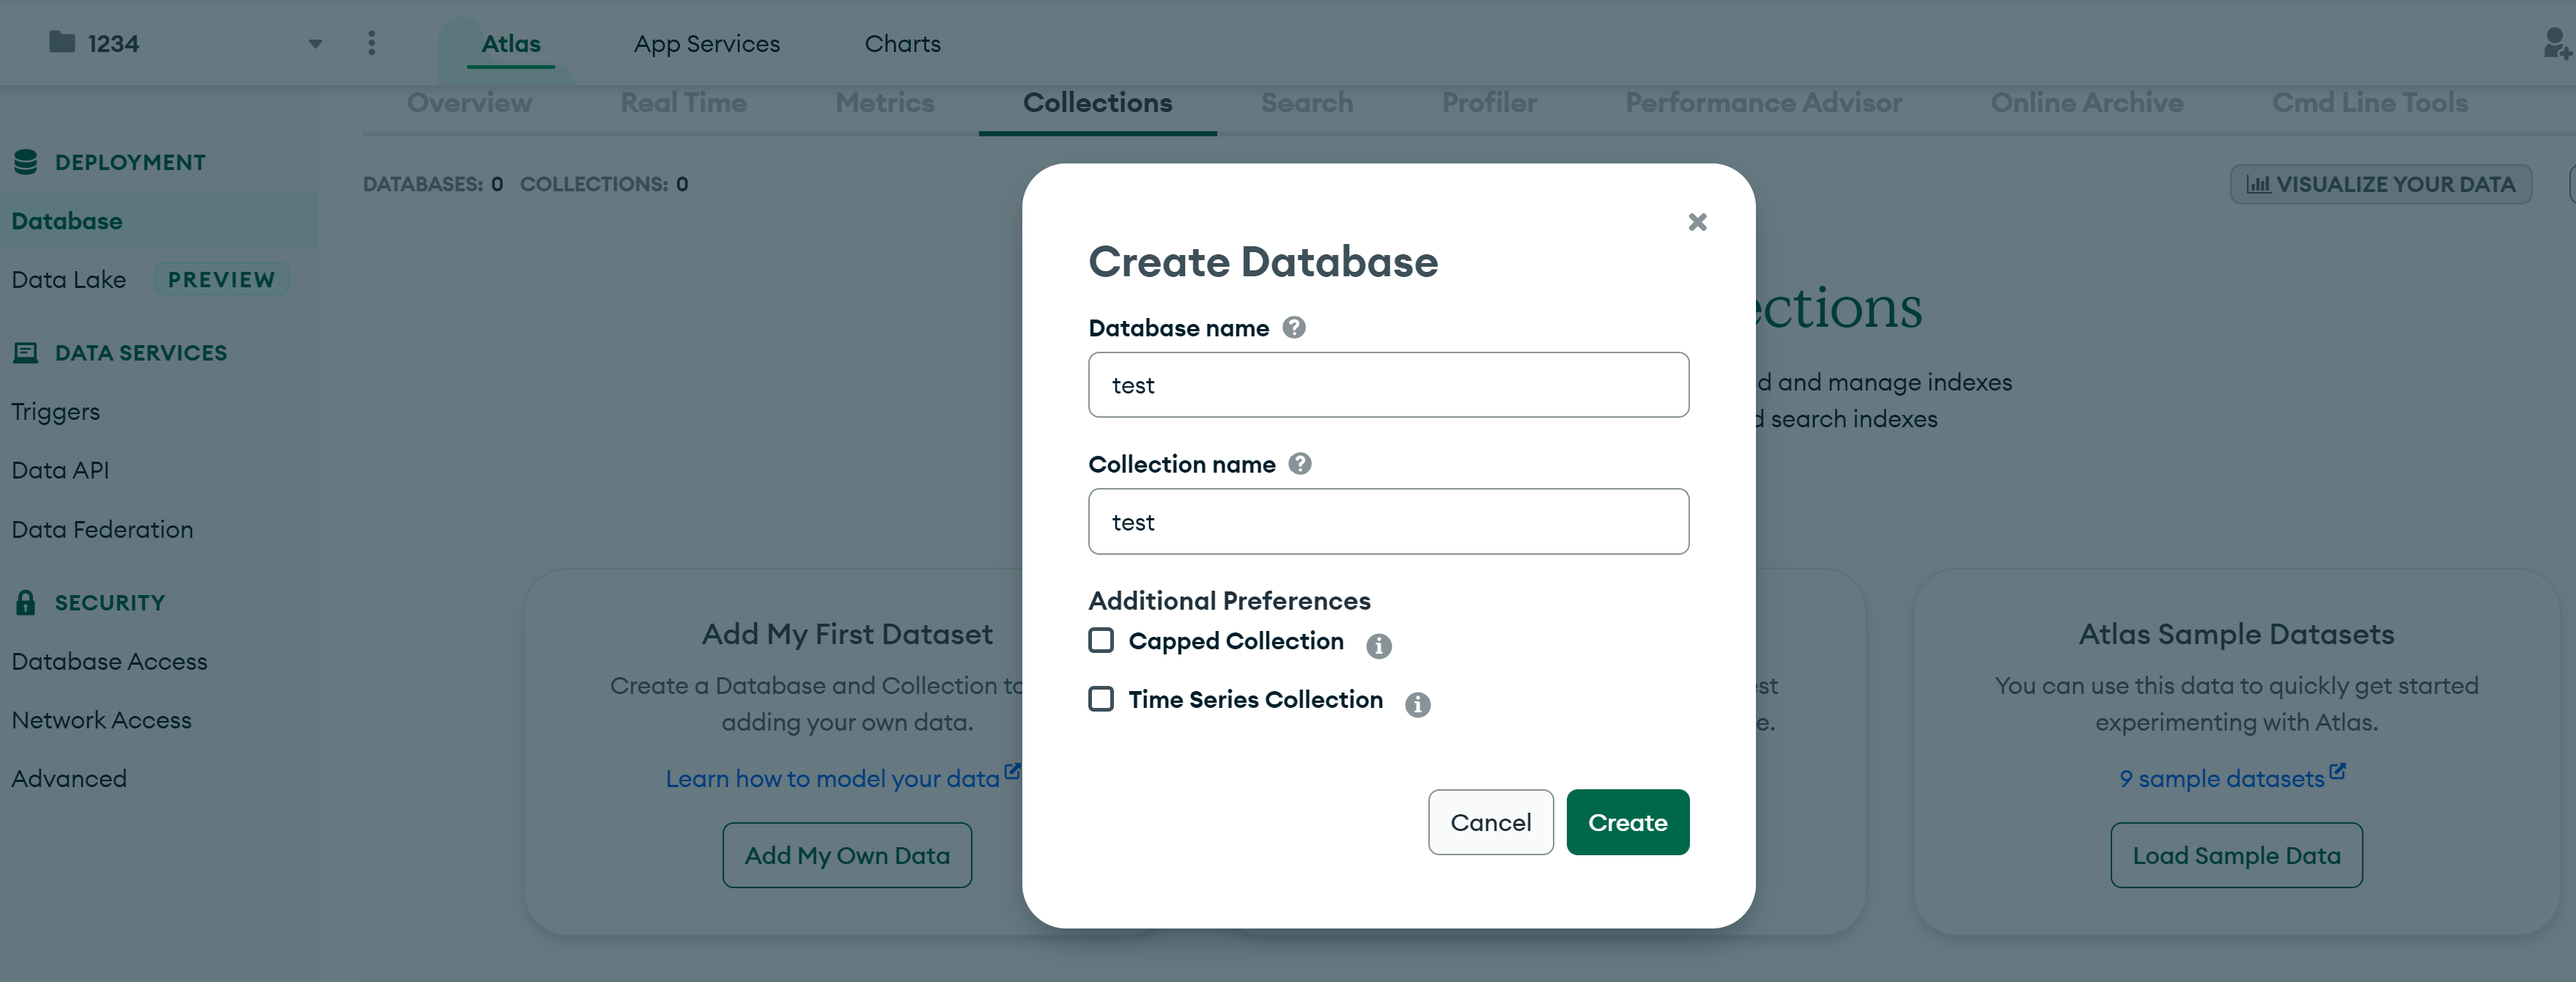 1234
Atlas
App Services
Charts
Overview
Real Time
Metrics
Collections
Search
Profiler
Performance Advisor
Online Archive
Cmd Line Tools
DEPLOYMENT
Database
Data Lake PREVIEW
DATA SERVICES
Triggers
Data API
Data Federation
SECURITY
Database Access
Network Access
Advanced
DATABASES: 0 COLLECTIONS: 0
VISUALIZE YOUR DATA
ections
d and manage indexes
d search indexes
Create Database
Database name
test
Collection name
test
Additional Preferences
Capped Collection
Time Series Collection
Cancel
Create
Add My First Dataset
Create a Database and Collection to
adding your own data.
Learn how to model your data
Add My Own Data
est
e.
Atlas Sample Datasets
You can use this data to quickly get started
experimenting with Atlas.
9 sample datasets
Load Sample Data